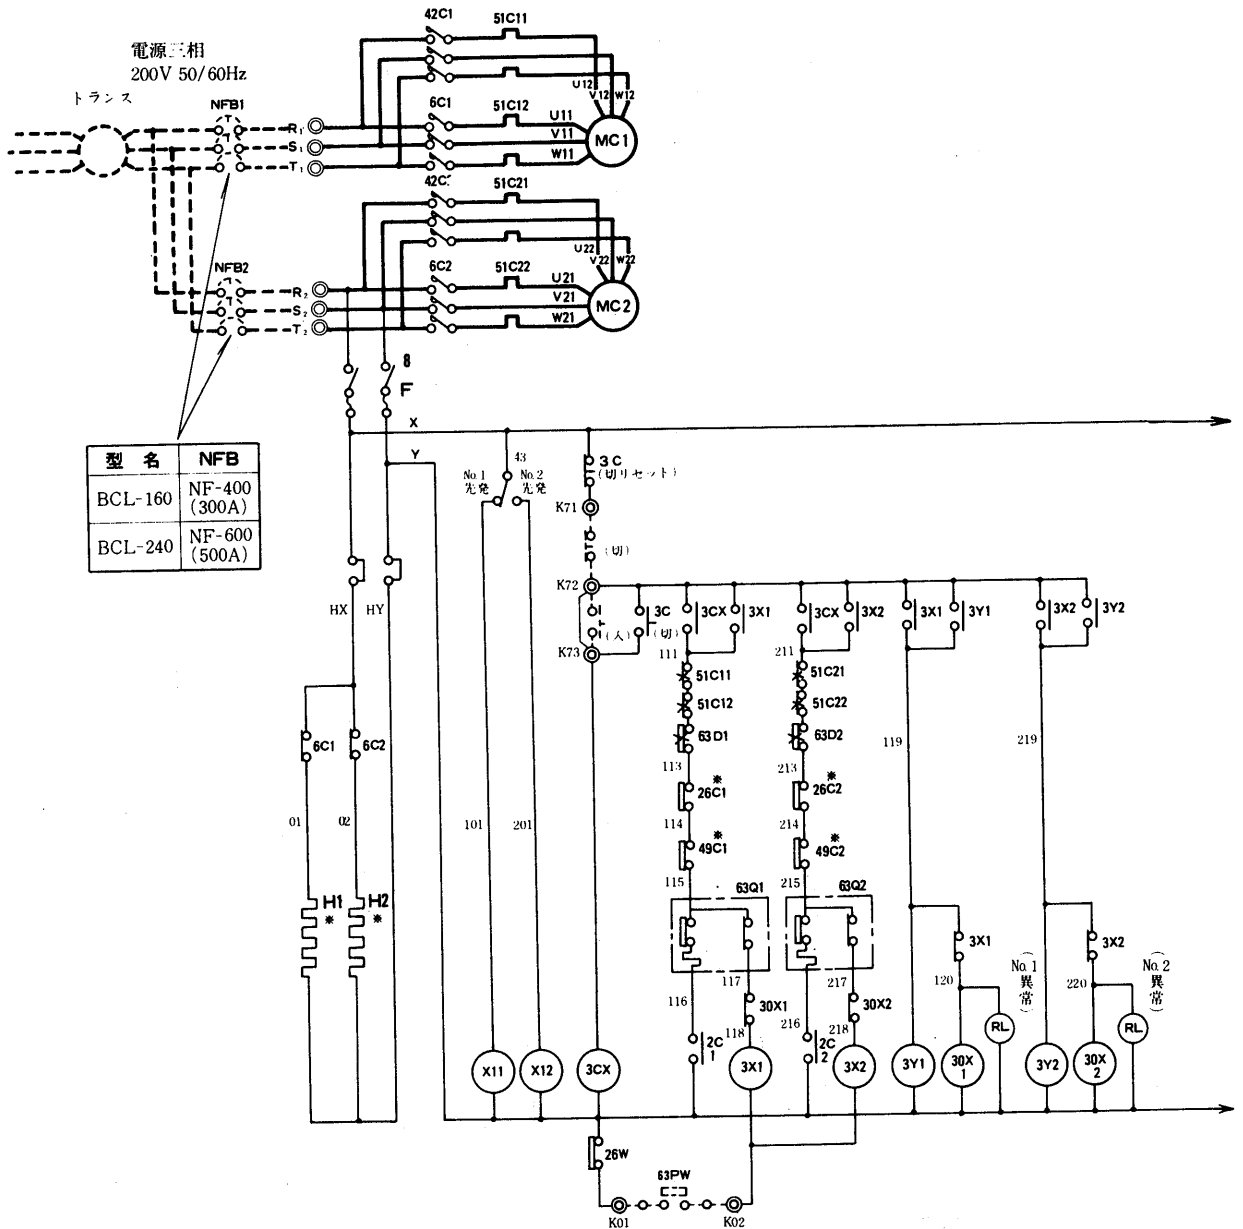 電源三相
200V 50/60Hz
トランス
NFB1
R1
S1
T1
42C1
51C11
6C1
51C12
U12
V12
W12
U11
V11
W11
MC1
42C
51C21
NFB2
R2
S2
T2
6C2
51C22
U22
V22
W22
U21
V21
W21
MC2
8
F
型 名 NFB
BCL-160 NF-400
(300A)
BCL-240 NF-600
(500A)
X
Y
43
No.1
先発
No.2
先発
3C
(切リセット)
K71
(切)
K72
(入)
3C
(切)
K73
3CX
3X1
3CX
3X2
3X1
3Y1
3X2
3Y2
HX
HY
111
211
51C11
51C12
63D1
51C21
51C22
63D2
119
219
6C1
6C2
113
※
26C1
213
※
26C2
01
02
101
201
114
※
49C1
214
※
49C2
115
63Q1
215
63Q2
H1
※
H2
※
117
116
30X1
118
2C
1
217
216
30X2
218
2C
2
3X1
120
(No.1異常)
3X2
220
(No.2異常)
RL
RL
X11
X12
3CX
3X1
3X2
3Y1
30X
1
3Y2
30X
2
26W
63PW
K01
K02